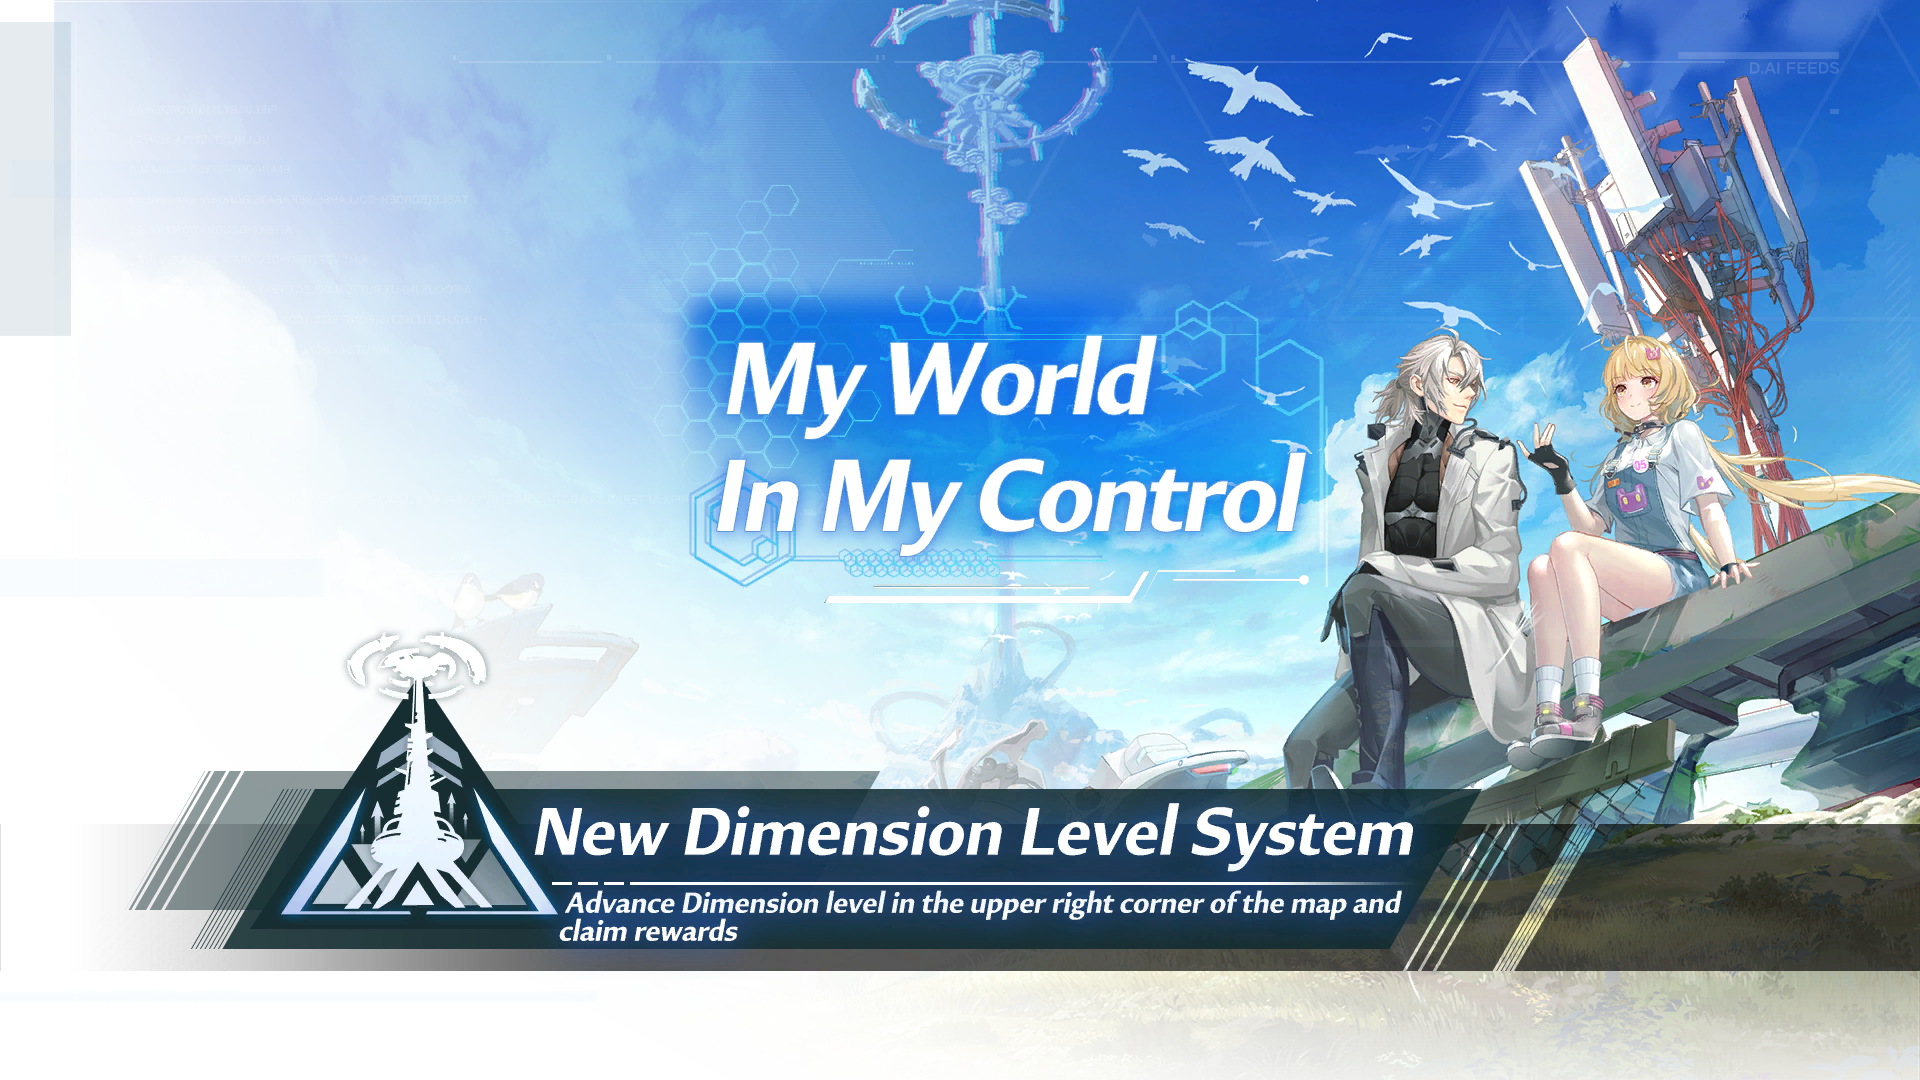 D.AI FEEDS
My World
In My Control
05
New Dimension Level System
Advance Dimension level in the upper right corner of the map and
claim rewards